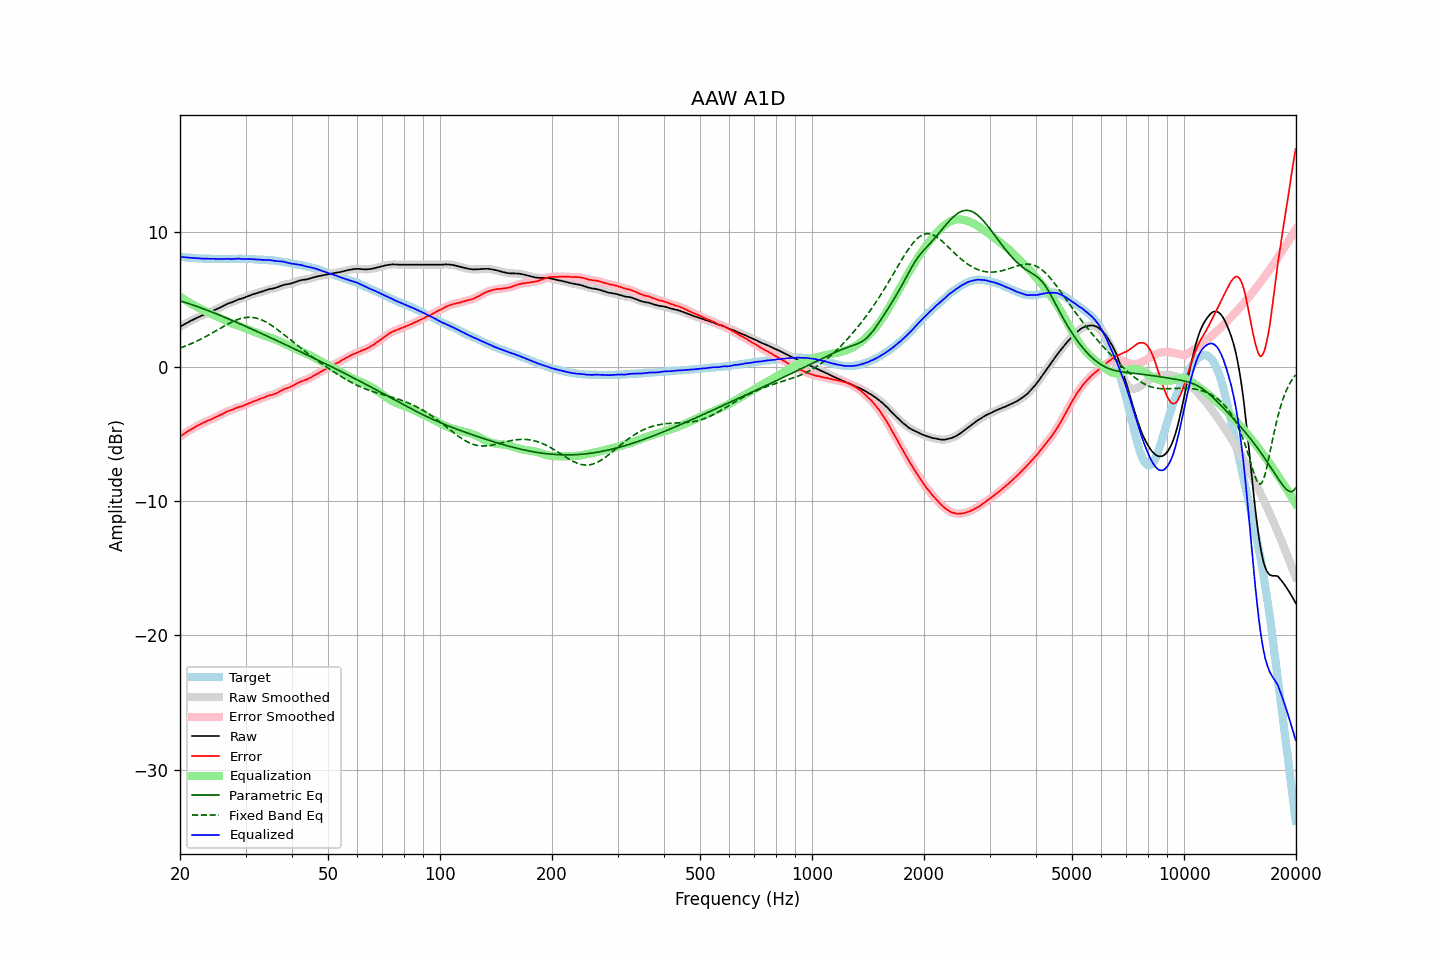 AAW A1D
Amplitude (dBr)
10
0
−10
−20
−30
Target
Raw Smoothed
Error Smoothed
Raw
Error
Equalization
Parametric Eq
Fixed Band Eq
Equalized
20 50 100 200 500 1000 2000 5000 10000 20000
Frequency (Hz)